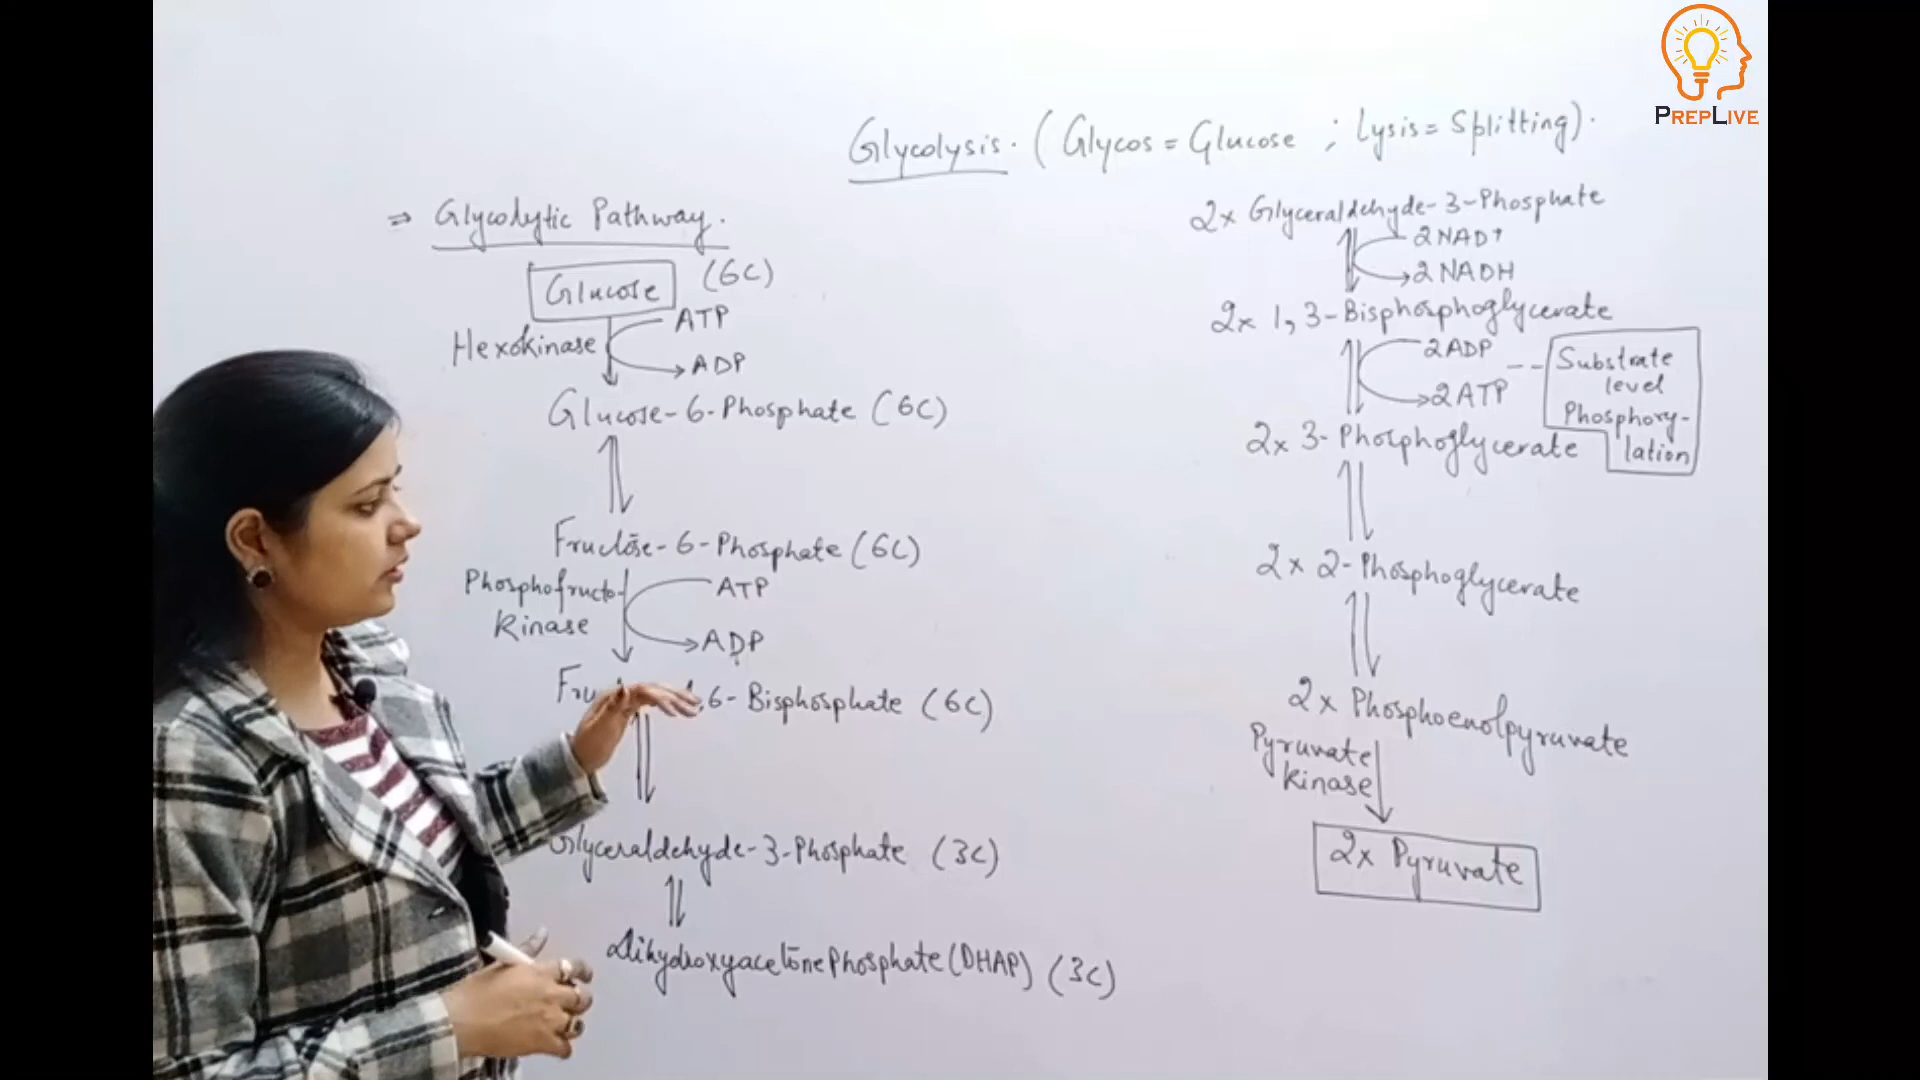 PREPLIVE
Glycolysis. (Glycos = Glucose ; Lysis = Splitting).
⇒ Glycolytic Pathway.
Glucose (6C)
Hexokinase
ATP
ADP
Glucose-6-Phosphate (6C)
Fructose-6-Phosphate (6C)
Phosphofructo-
kinase
ATP
ADP
,6-Bisphosphate (6C)
Glyceraldehyde-3-Phosphate (3C)
DihydroxyacetonePhosphate (DHAP) (3C)
2x Glyceraldehyde-3-Phosphate
2NAD+
2NADH
2x 1,3-Bisphosphoglycerate
2ADP
2ATP
Substrate
level
Phosphory-
lation
2x 3-Phosphoglycerate
2x 2-Phosphoglycerate
2x Phosphoenolpyruvate
Pyruvate
kinase
2x Pyruvate